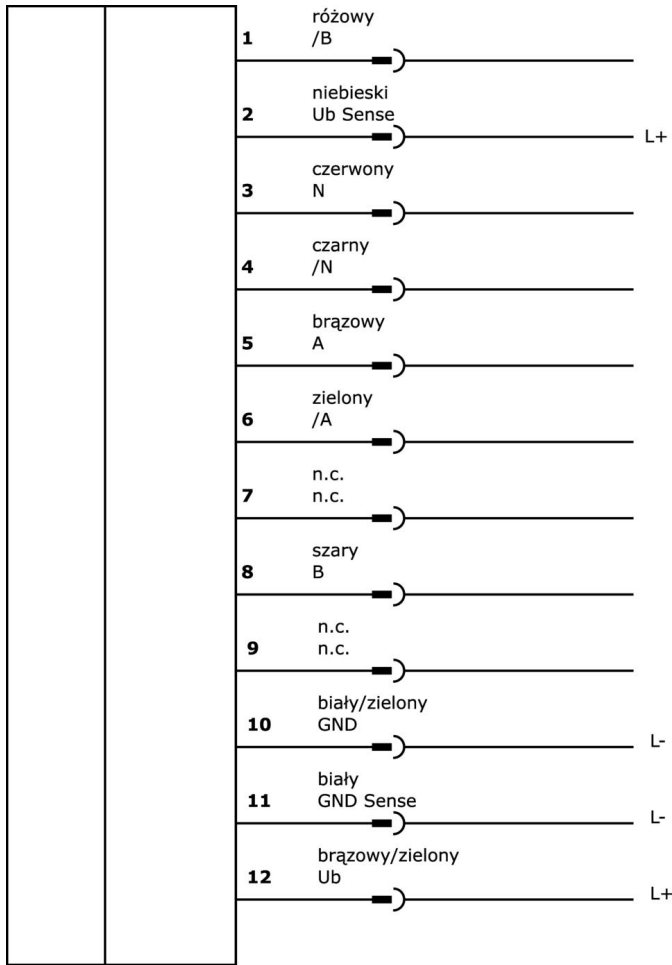 różowy
1 /B
niebieski
2 Ub Sense
L+
czerwony
3 N
czarny
4 /N
brązowy
5 A
zielony
6 /A
n.c.
7 n.c.
szary
8 B
n.c.
9 n.c.
biały/zielony
10 GND
L-
biały
11 GND Sense
L-
brązowy/zielony
12 Ub
L+